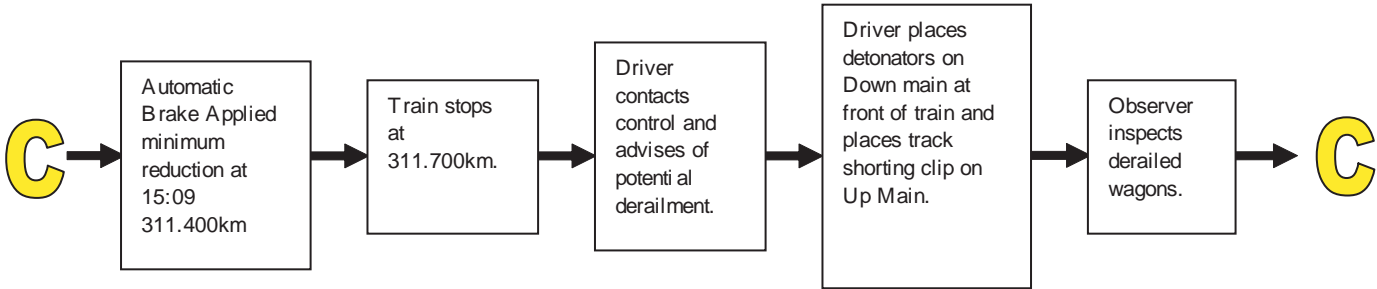 C
Automatic
Brake Applied
minimum
reduction at
15:09
311.400km
Train stops
at
311.700km.
Driver
contacts
control and
advises of
potential
derailment.
Driver places
detonators on
Down main at
front of train and
places track
shorting clip on
Up Main.
Observer
inspects
derailed
wagons.
C